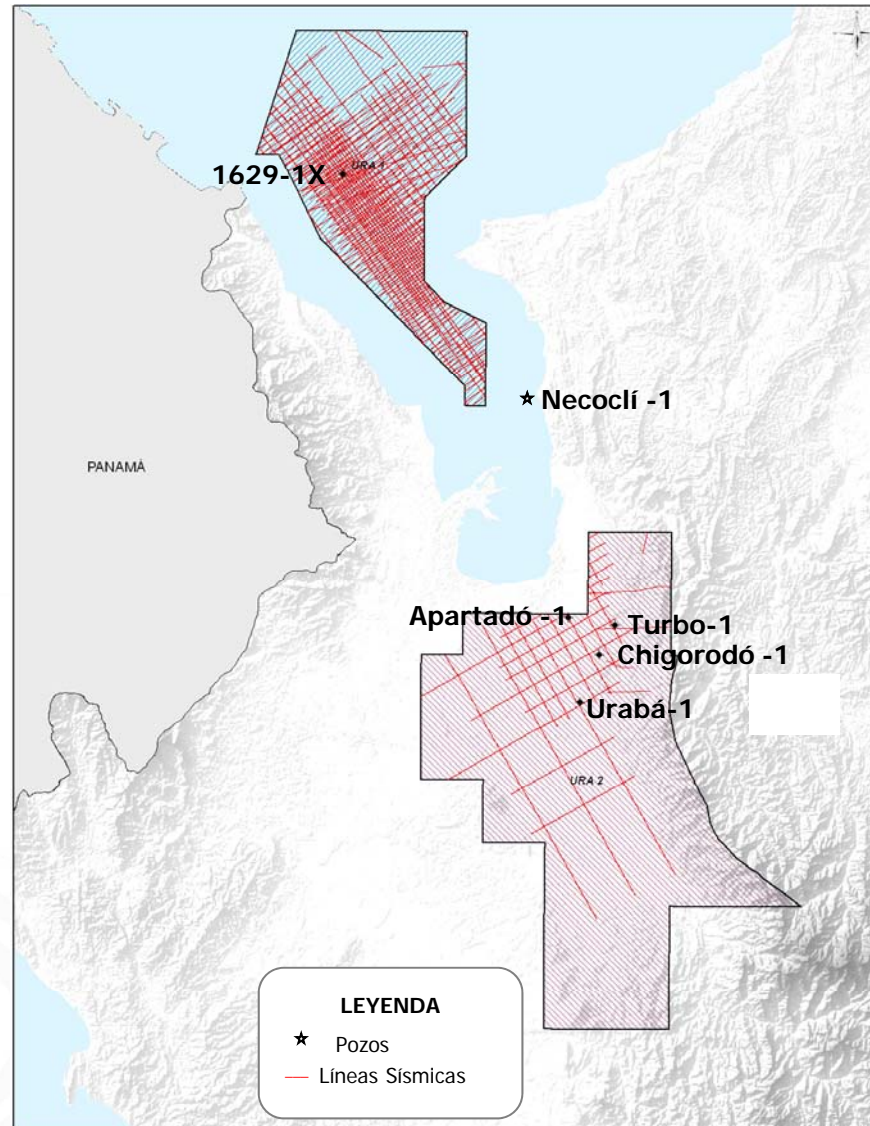 1629-1X
URA 1
Necoclí -1
PANAMÁ
Apartadó -1
Turbo-1
Chigorodó -1
Urabá-1
URA 2
LEYENDA
Pozos
Líneas Sísmicas